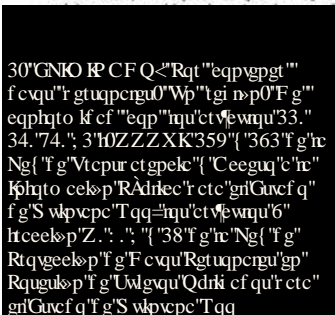 30"GNKO KP CF Q<"Rqt "'eqpvgpgt"'
f cvqu"'r gtuqpcngu0'Wp"'tgi n»p0'F g"'
eqphqto kf cf "'eqp"'nqu"ctv¶ewnqu'33."
34."74."; 3"h0Z Z Z X K'359"{ "363'f g'nc
Ng{ "f g"Vtcpur ctgpekc"{ "Ceeguq"c'nc"
Kphqto cek»p"RÀdnkec'r ctc"gn'Guvcf q"
f g"S wkpvcpc"Tqq='nqu'ctv¶ewnqu'6"
htceek»p"Z .": .";  "{ "38'f g'nc"Ng{ "f g"
Rtqvgeek»p"f g"F cvqu'Rgtuqpcngu"gp"
Rqugukp»p"f g"Uwlgvqu'Qdnki cf qu'r ctc"
gn'Guvcf q"f g"S wkpvcpc"Tqq